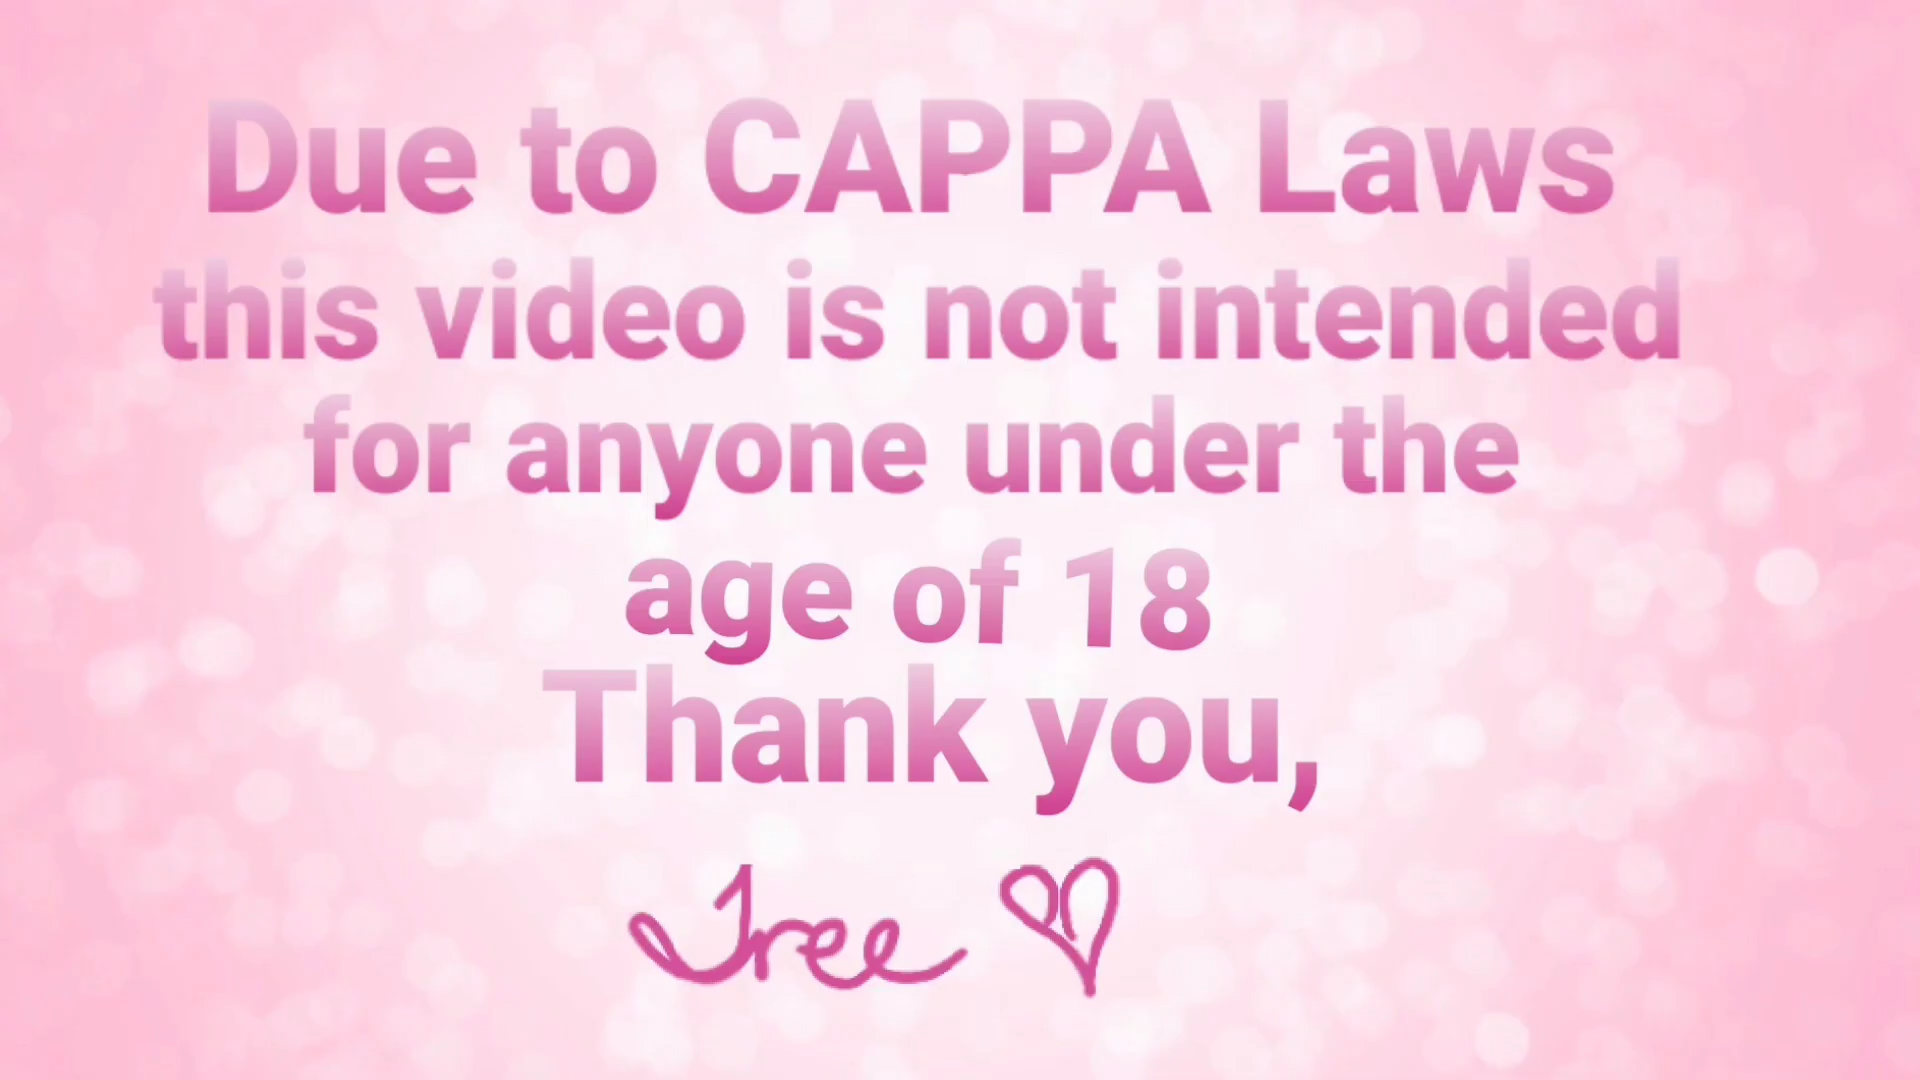 Due to CAPPA Laws
this video is not intended
for anyone under the
age of 18
Thank you,
Tree